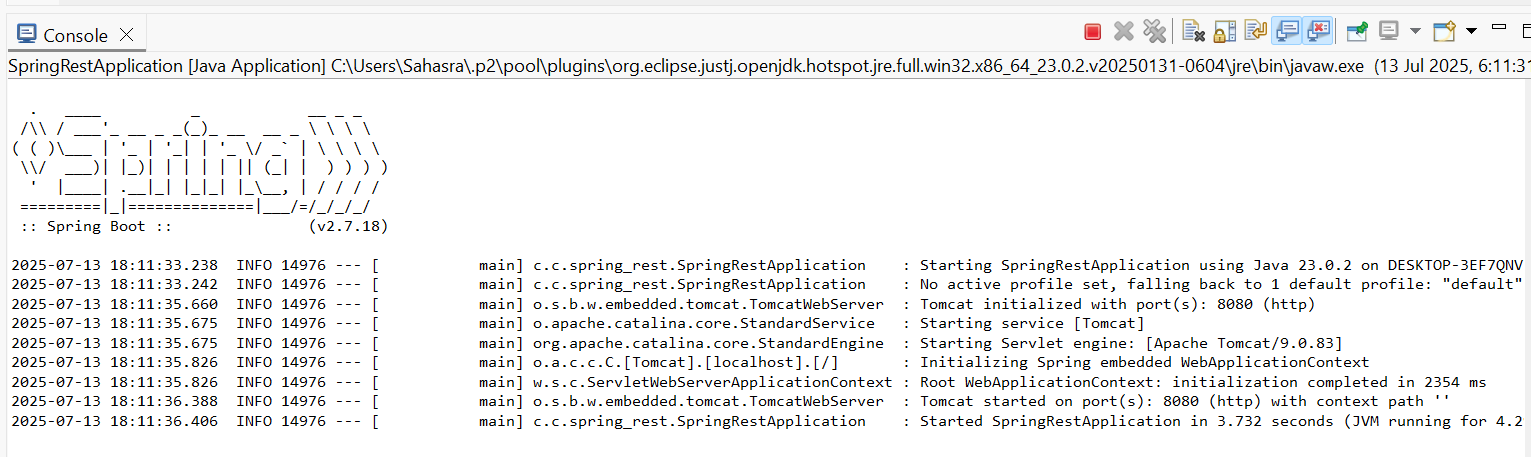 Console
SpringRestApplication [Java Application] C:\Users\Sahasra\.p2\pool\plugins\org.eclipse.justj.openjdk.hotspot.jre.full.win32.x86_64_23.0.2.v20250131-0604\jre\bin\javaw.exe (13 Jul 2025, 6:11:31
  .   ____          _            __ _ _
 /\\ / ___'_ __ _ _(_)_ __  __ _ \ \ \ \
( ( )\___ | '_ | '_| | '_ \/ _` | \ \ \ \
 \\/  ___)| |_)| | | | | || (_| |  ) ) ) )
  '  |____| .__|_| |_|_| |_\__, | / / / /
 =========|_|==============|___/=/_/_/_/
 :: Spring Boot ::                (v2.7.18)
2025-07-13 18:11:33.238  INFO 14976 --- [           main] c.c.spring_rest.SpringRestApplication    : Starting SpringRestApplication using Java 23.0.2 on DESKTOP-3EF7QNV
2025-07-13 18:11:33.242  INFO 14976 --- [           main] c.c.spring_rest.SpringRestApplication    : No active profile set, falling back to 1 default profile: "default"
2025-07-13 18:11:35.660  INFO 14976 --- [           main] o.s.b.w.embedded.tomcat.TomcatWebServer  : Tomcat initialized with port(s): 8080 (http)
2025-07-13 18:11:35.675  INFO 14976 --- [           main] o.apache.catalina.core.StandardService   : Starting service [Tomcat]
2025-07-13 18:11:35.675  INFO 14976 --- [           main] org.apache.catalina.core.StandardEngine  : Starting Servlet engine: [Apache Tomcat/9.0.83]
2025-07-13 18:11:35.826  INFO 14976 --- [           main] o.a.c.c.C.[Tomcat].[localhost].[/]       : Initializing Spring embedded WebApplicationContext
2025-07-13 18:11:35.826  INFO 14976 --- [           main] w.s.c.ServletWebServerApplicationContext : Root WebApplicationContext: initialization completed in 2354 ms
2025-07-13 18:11:36.388  INFO 14976 --- [           main] o.s.b.w.embedded.tomcat.TomcatWebServer  : Tomcat started on port(s): 8080 (http) with context path ''
2025-07-13 18:11:36.406  INFO 14976 --- [           main] c.c.spring_rest.SpringRestApplication    : Started SpringRestApplication in 3.732 seconds (JVM running for 4.2